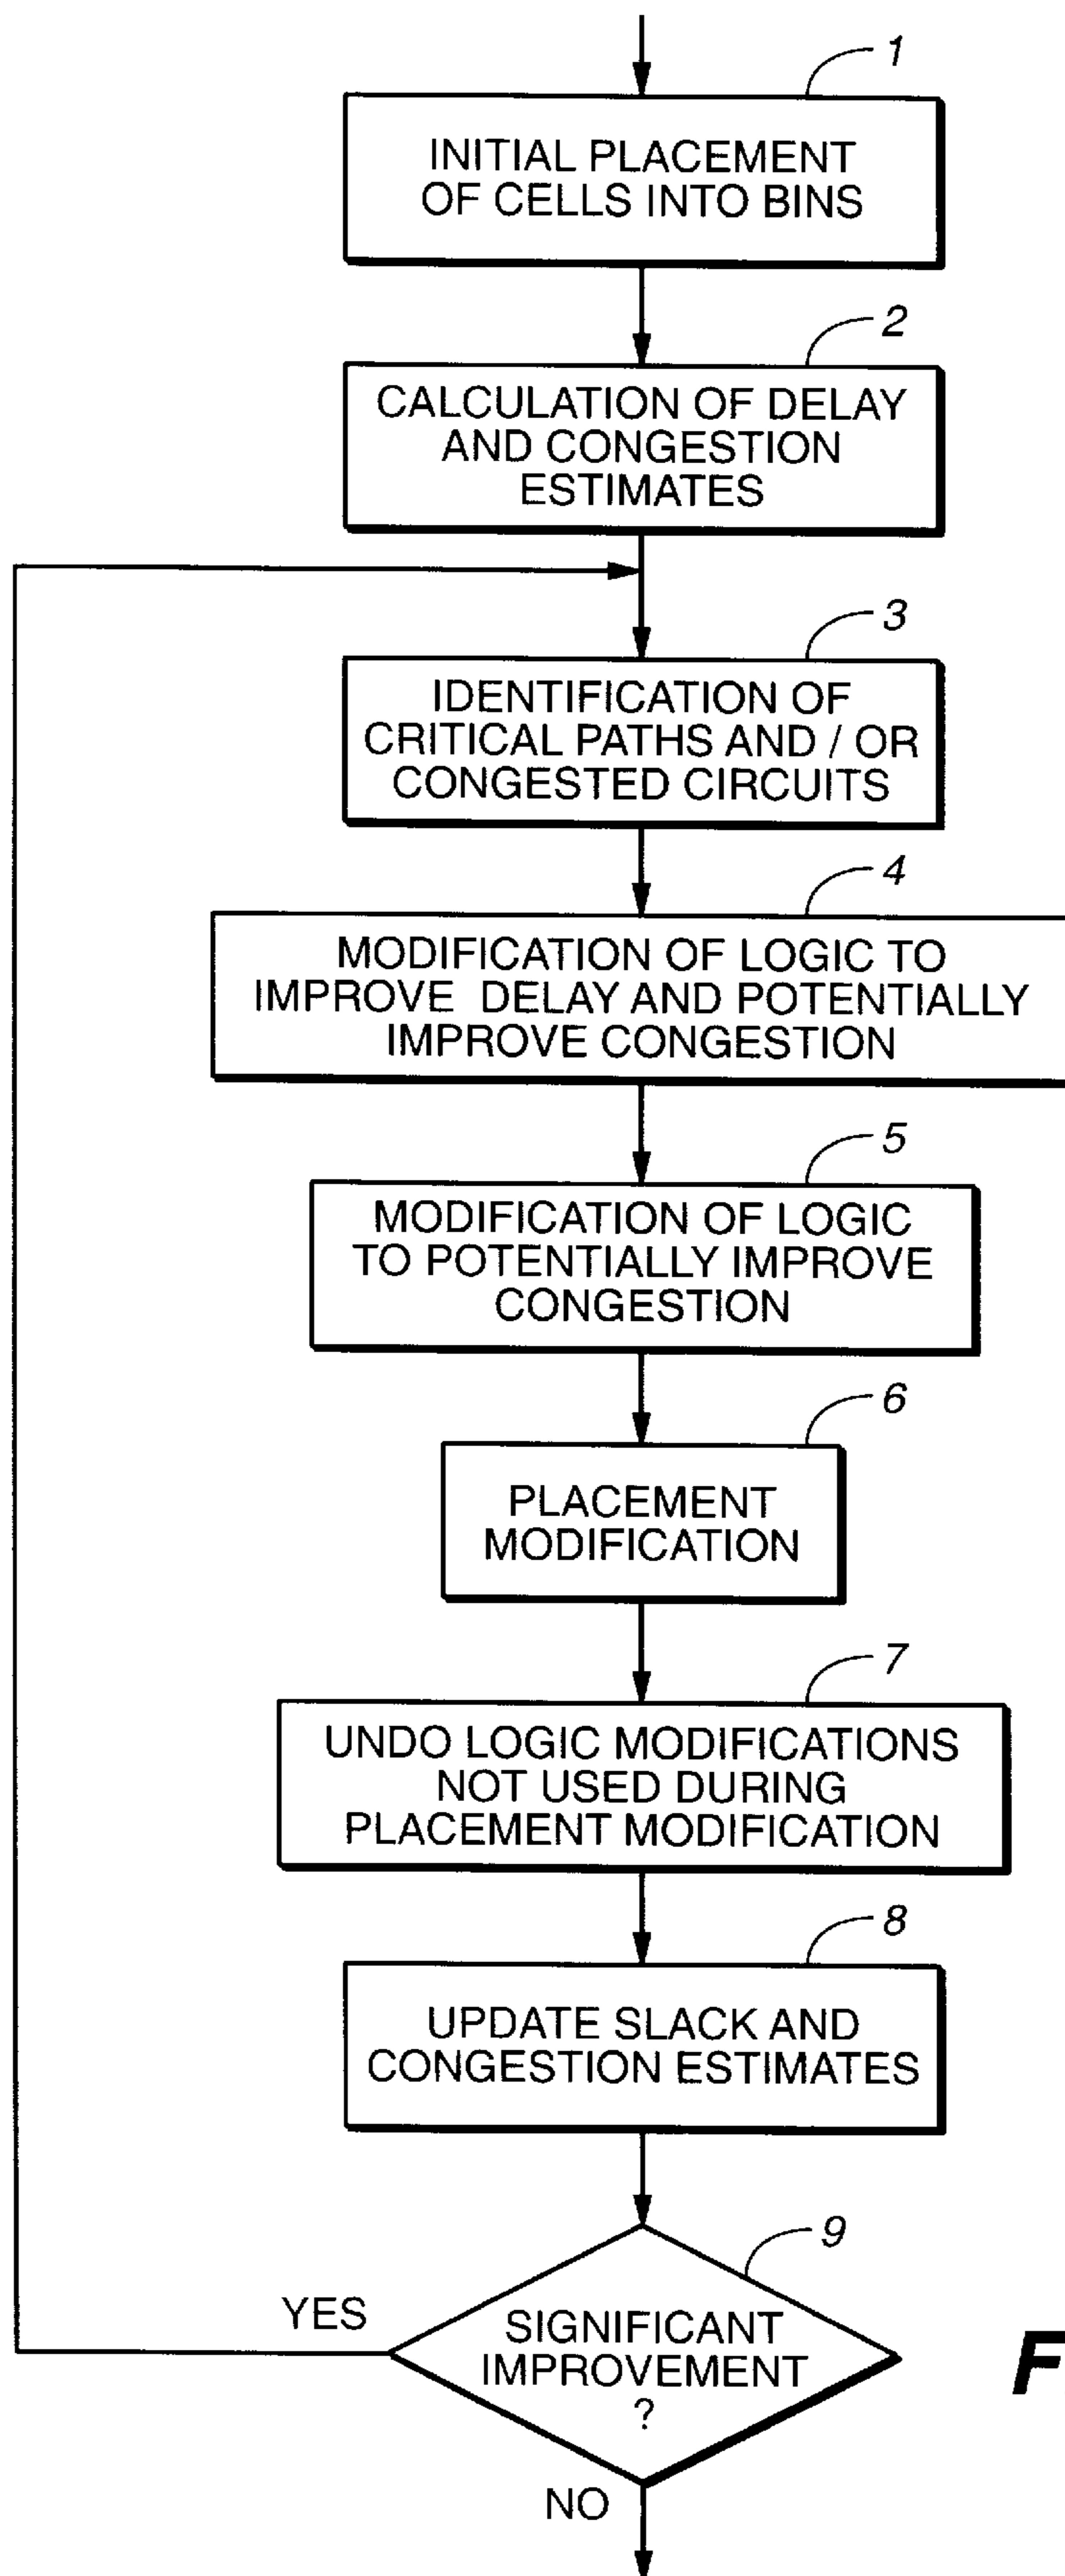 1
INITIAL PLACEMENT
OF CELLS INTO BINS
2
CALCULATION OF DELAY
AND CONGESTION
ESTIMATES
3
IDENTIFICATION OF
CRITICAL PATHS AND / OR
CONGESTED CIRCUITS
4
MODIFICATION OF LOGIC TO
IMPROVE DELAY AND POTENTIALLY
IMPROVE CONGESTION
5
MODIFICATION OF LOGIC
TO POTENTIALLY IMPROVE
CONGESTION
6
PLACEMENT
MODIFICATION
7
UNDO LOGIC MODIFICATIONS
NOT USED DURING
PLACEMENT MODIFICATION
8
UPDATE SLACK AND
CONGESTION ESTIMATES
9
YES
SIGNIFICANT
IMPROVEMENT
?
F
NO